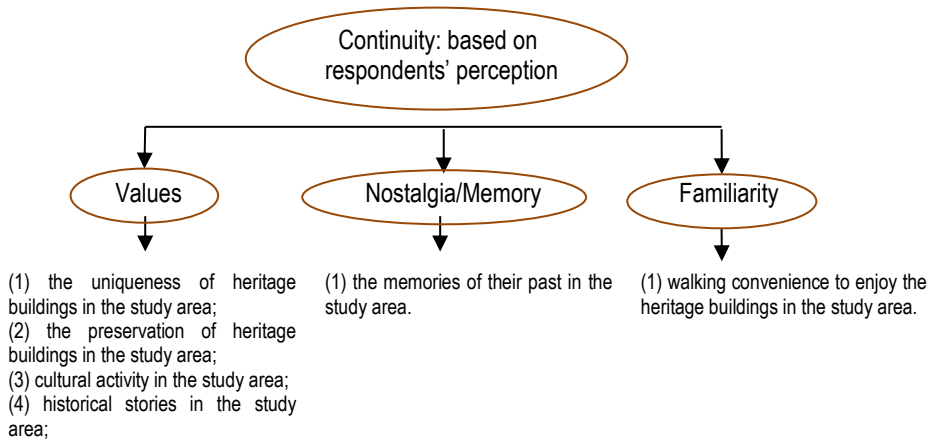 Continuity: based on
respondents’ perception
Values
Nostalgia/Memory
Familiarity
(1) the uniqueness of heritage
buildings in the study area;
(2) the preservation of heritage
buildings in the study area;
(3) cultural activity in the study area;
(4) historical stories in the study
area;
(1) the memories of their past in the
study area.
(1) walking convenience to enjoy the
heritage buildings in the study area.